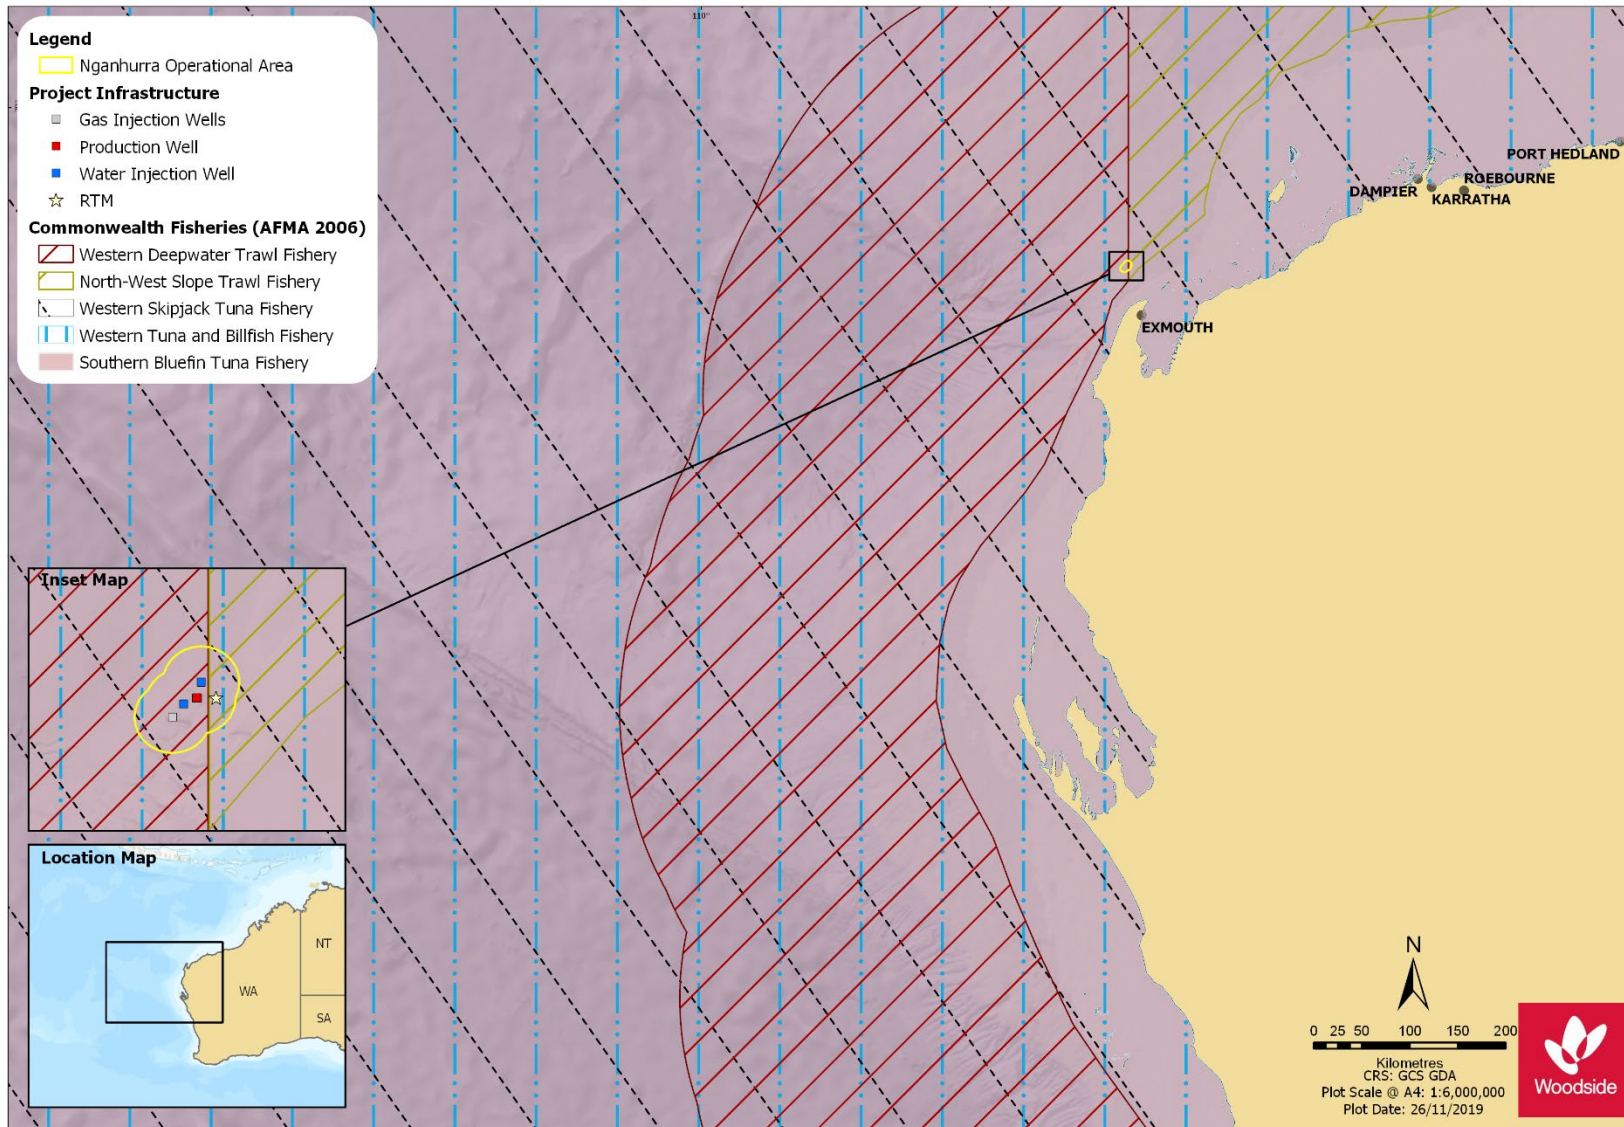 110°
Legend
Nganhurra Operational Area
Project Infrastructure
Gas Injection Wells
Production Well
Water Injection Well
RTM
Commonwealth Fisheries (AFMA 2006)
Western Deepwater Trawl Fishery
North-West Slope Trawl Fishery
Western Skipjack Tuna Fishery
Western Tuna and Billfish Fishery
Southern Bluefin Tuna Fishery
PORT HEDLAND
ROEBOURNE
DAMPIER
KARRATHA
EXMOUTH
Inset Map
Location Map
NT
WA
SA
N
0 25 50 100 150 200
Kilometres
CRS: GCS GDA
Plot Scale @ A4: 1:6,000,000
Plot Date: 26/11/2019
Woodside